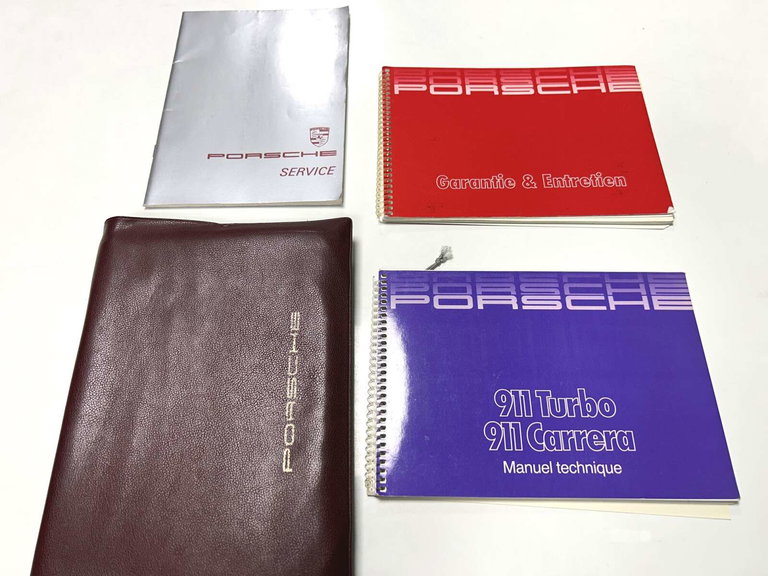 PORSCHE
SERVICE
PORSCHE
Garantie & Entretien
PORSCHE
PORSCHE
911 Turbo
911 Carrera
Manuel technique